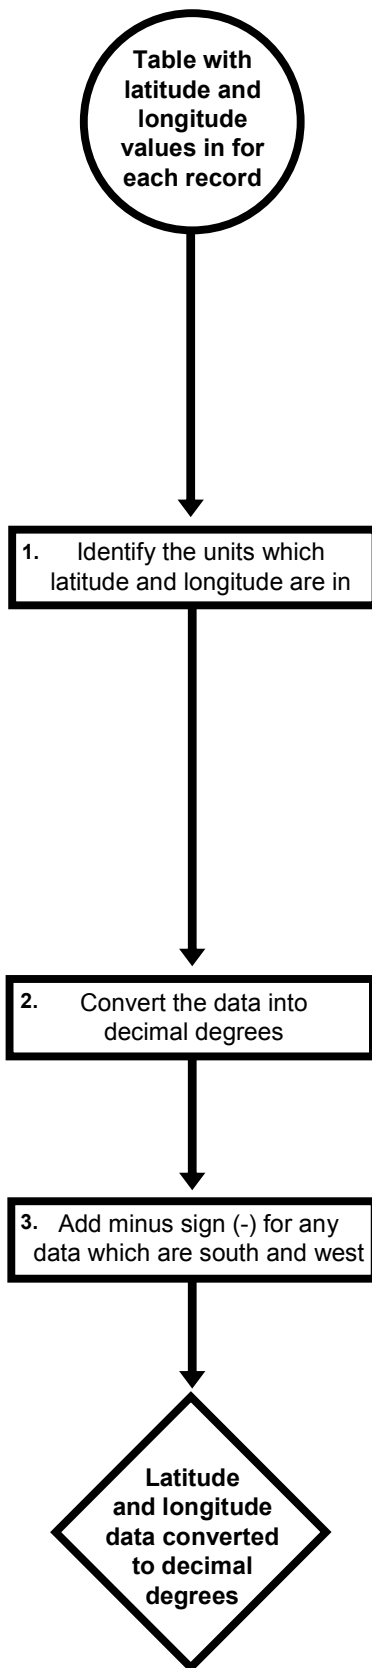 Table with
latitude and
longitude
values in for
each record
1. Identify the units which
latitude and longitude are in
2. Convert the data into
decimal degrees
3. Add minus sign (-) for any
data which are south and west
Latitude
and longitude
data converted
to decimal
degrees